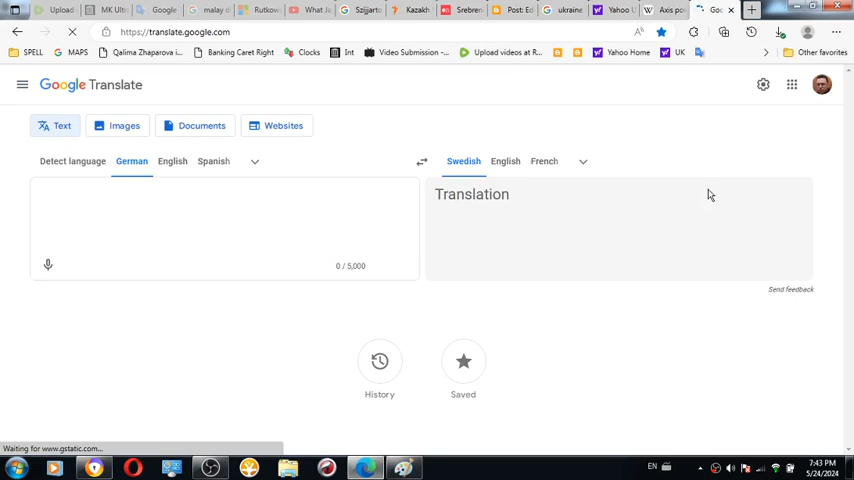 Upload
MK Ultr
Google
malay d
Rutkow
What Ja
Szijjarto
Kazakh
Srebren
Post: Ed
ukraine
Yahoo U
Axis po
Goo
https://translate.google.com
SPELL
MAPS
Qalima Zhaparova i...
Banking Caret Right
Clocks
Int
Video Submission -...
Upload videos at R...
Yahoo Home
UK
Other favorites
Google Translate
Text
Images
Documents
Websites
Detect language
German
English
Spanish
Swedish
English
French
Translation
0 / 5,000
Send feedback
History
Saved
Waiting for www.gstatic.com...
EN
7:43 PM
5/24/2024